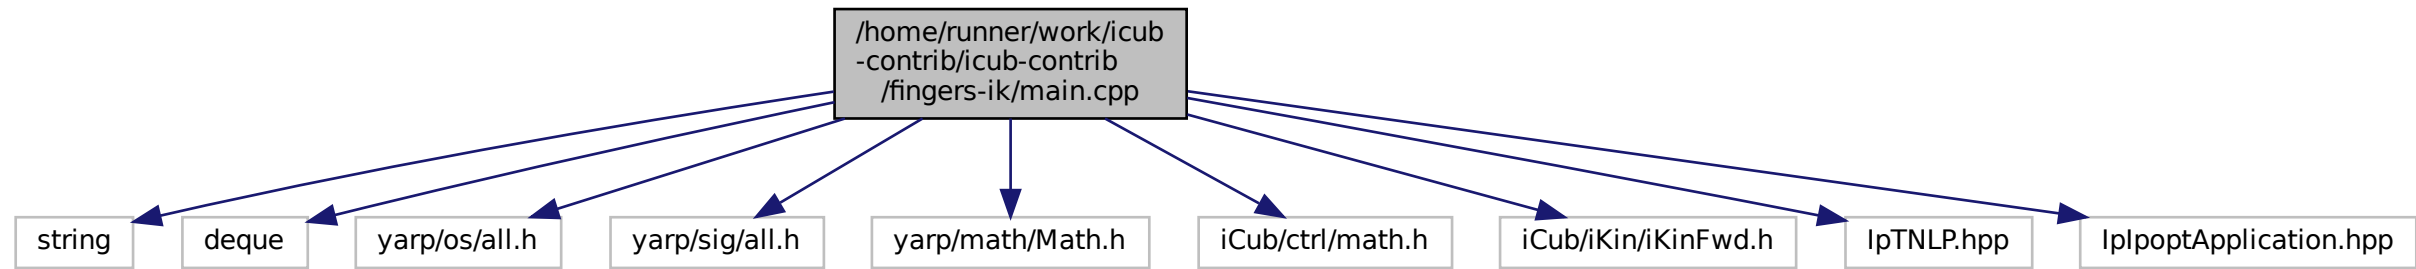 /home/runner/work/icub
-contrib/icub-contrib
/fingers-ik/main.cpp
string
deque
yarp/os/all.h
yarp/sig/all.h
yarp/math/Math.h
iCub/ctrl/math.h
iCub/iKin/iKinFwd.h
IpTNLP.hpp
IpIpoptApplication.hpp